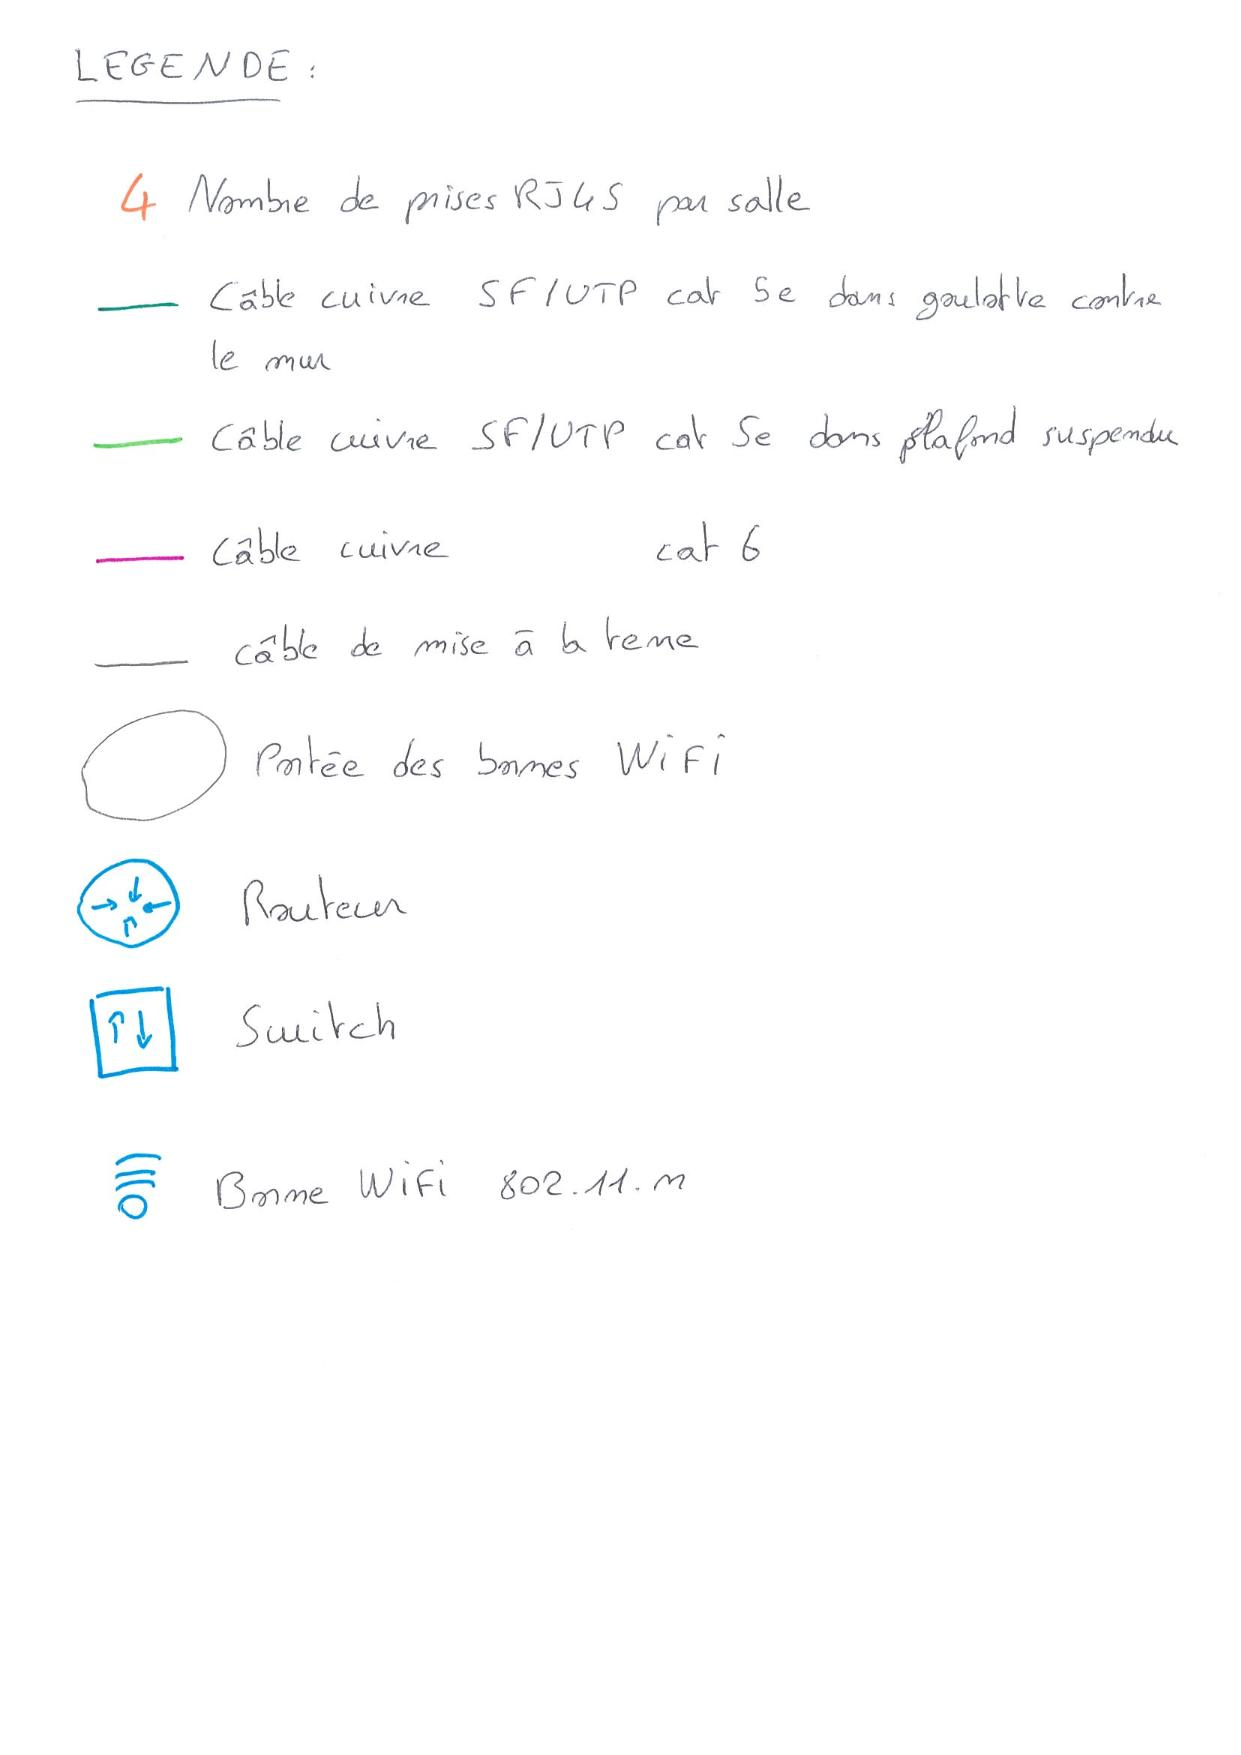 LEGENDE :
4 Nombre de prises RJ45 par salle
Câble cuivre SF/UTP cat 5e dans goulotte contre
le mur
Câble cuivre SF/UTP cat 5e dans plafond suspendu
Câble cuivre cat 6
câble de mise à la terre
Portée des bornes WiFi
Routeur
Switch
Borne WiFi 802.11.n